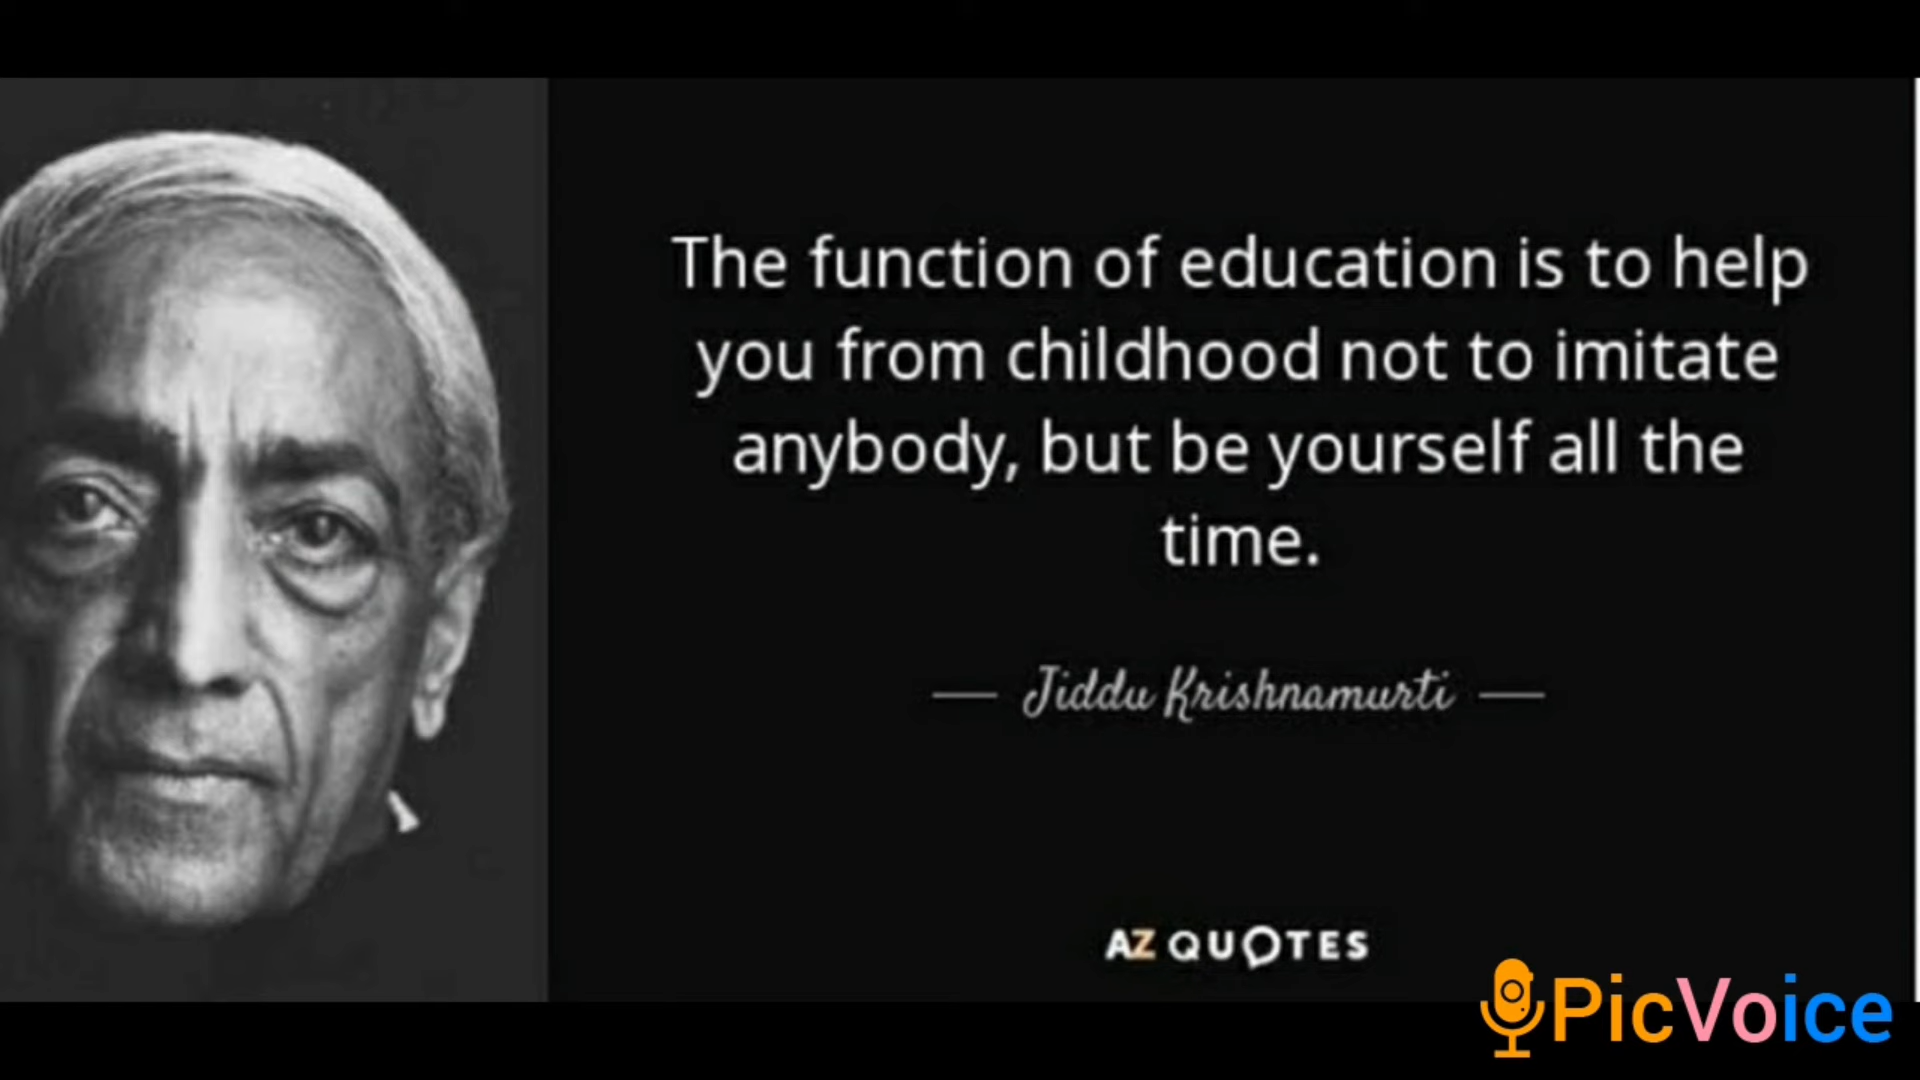 The function of education is to help
you from childhood not to imitate
anybody, but be yourself all the
time.
— Jiddu Krishnamurti —
AZ QUOTES
PicVoice